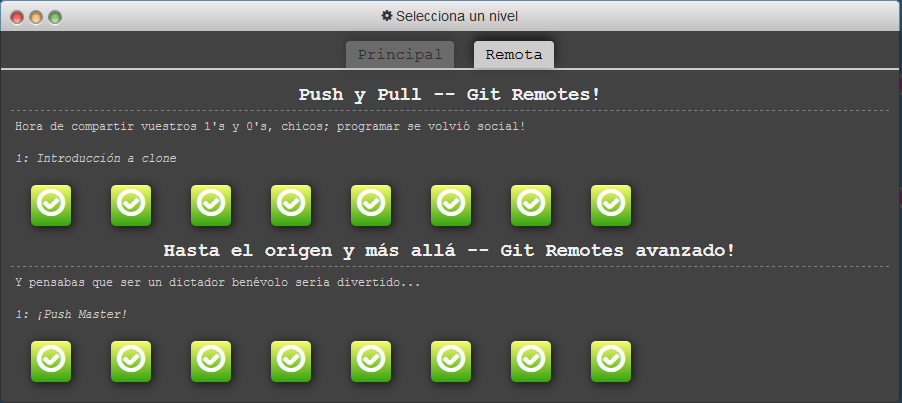 Selecciona un nivel
Principal
Remota
Push y Pull -- Git Remotes!
Hora de compartir vuestros 1's y 0's, chicos; programar se volvió social!
1: Introducción a clone
Hasta el origen y más allá -- Git Remotes avanzado!
Y pensabas que ser un dictador benévolo sería divertido...
1: ¡Push Master!